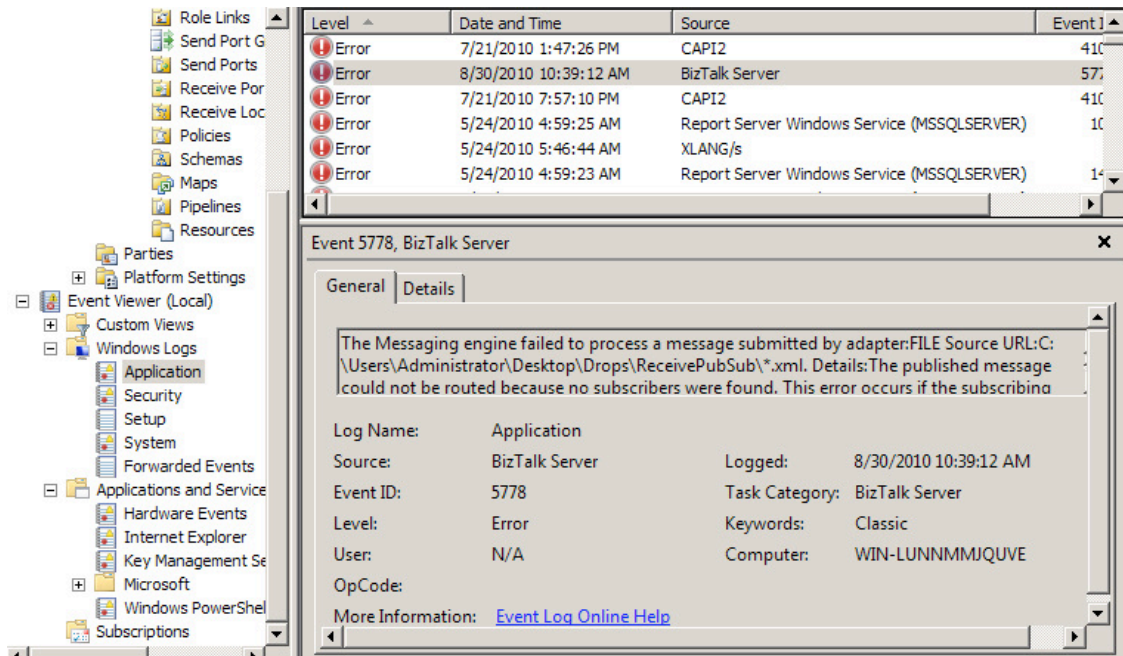 Role Links
Send Port G
Send Ports
Receive Por
Receive Loc
Policies
Schemas
Maps
Pipelines
Resources
Parties
Platform Settings
Event Viewer (Local)
Custom Views
Windows Logs
Application
Security
Setup
System
Forwarded Events
Applications and Service
Hardware Events
Internet Explorer
Key Management Se
Microsoft
Windows PowerShel
Subscriptions
Level Date and Time Source Event I
Error 7/21/2010 1:47:26 PM CAPI2 410
Error 8/30/2010 10:39:12 AM BizTalk Server 577
Error 7/21/2010 7:57:10 PM CAPI2 410
Error 5/24/2010 4:59:25 AM Report Server Windows Service (MSSQLSERVER) 10
Error 5/24/2010 5:46:44 AM XLANG/s
Error 5/24/2010 4:59:23 AM Report Server Windows Service (MSSQLSERVER) 14
Event 5778, BizTalk Server
General Details
The Messaging engine failed to process a message submitted by adapter:FILE Source URL:C:
\Users\Administrator\Desktop\Drops\ReceivePubSub\*.xml. Details:The published message
could not be routed because no subscribers were found. This error occurs if the subscribing
Log Name: Application
Source: BizTalk Server Logged: 8/30/2010 10:39:12 AM
Event ID: 5778 Task Category: BizTalk Server
Level: Error Keywords: Classic
User: N/A Computer: WIN-LUNNMMJQUVE
OpCode:
More Information: Event Log Online Help